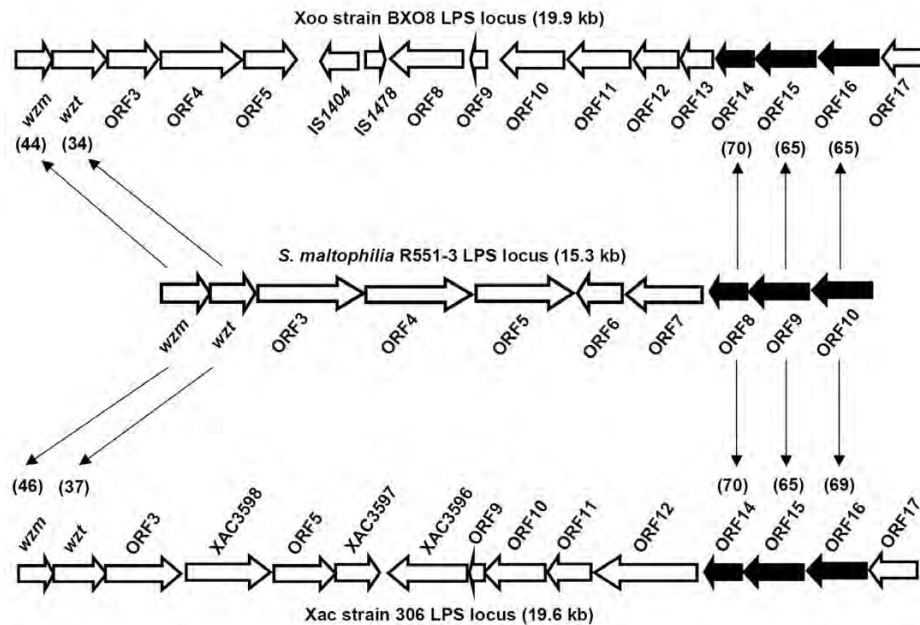 Xoo strain BXO8 LPS locus (19.9 kb)
wzm wzt ORF3 ORF4 ORF5 IS1404 IS1478 ORF8 ORF9 ORF10 ORF11 ORF12 ORF13 ORF14 ORF15 ORF16 ORF17
(44) (34) (70) (65) (65)
S. maltophilia R551-3 LPS locus (15.3 kb)
wzm wzt ORF3 ORF4 ORF5 ORF6 ORF7 ORF8 ORF9 ORF10
(46) (37) (70) (65) (69)
wzm wzt ORF3 XAC3598 ORF5 XAC3597 XAC3596 ORF9 ORF10 ORF11 ORF12 ORF14 ORF15 ORF16 ORF17
Xac strain 306 LPS locus (19.6 kb)